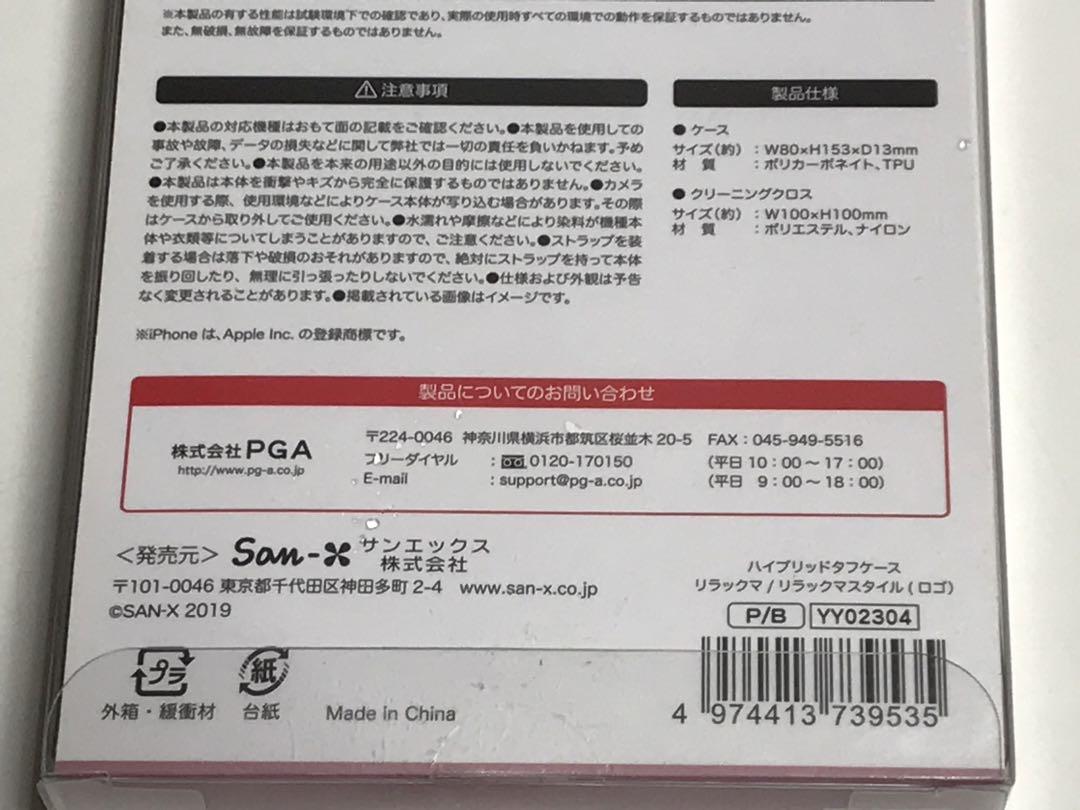 ※本製品の有する性能は試験環境下での確認であり、実際の使用時すべての環境での動作を保証するものではありません。
また、無破損、無故障を保証するものではありません。
⚠注意事項
●本製品の対応機種はおもて面の記載をご確認ください。●本製品を使用しての
事故や故障、データの損失などに関して弊社では一切の責任を負いかねます。予め
ご了承ください。●本製品を本来の用途以外の目的には使用しないでください。
●本製品は本体を衝撃やキズから完全に保護するものではありません。●カメラ
を使用する際、使用環境などによりケース本体が写り込む場合があります。その際
はケースから取り外してご使用ください。●水濡れや摩擦などにより染料が機種本
体や衣類等についてしまうことがありますので、ご注意ください。●ストラップを装
着する場合は落下や破損のおそれがありますので、絶対にストラップを持って本体
を振り回したり、無理に引っ張ったりしないでください。●仕様および外観は予告
なく変更されることがあります。●掲載されている画像はイメージです。
※iPhone は、Apple Inc. の登録商標です。
製品仕様
●ケース
サイズ(約):W80×H153×D13mm
材 質 :ポリカーボネイト、TPU
●クリーニングクロス
サイズ(約):W100×H100mm
材 質 :ポリエステル、ナイロン
製品についてのお問い合わせ
株式会社PGA
http://www.pg-a.co.jp
〒224-0046 神奈川県横浜市都筑区桜並木 20-5 FAX:045-949-5516
フリーダイヤル :0120-170150 (平日 10:00 ~ 17:00)
E-mail :support@pg-a.co.jp (平日 9:00 ~ 18:00)
<発売元> San-X サンエックス
株式会社
〒101-0046 東京都千代田区神田多町 2-4 www.san-x.co.jp
©SAN-X 2019
ハイブリッドタフケース
リラックマ / リラックマスタイル ( ロゴ )
P/B YY02304
プラ
外箱・緩衝材
紙
台紙
Made in China
4 974413 739535